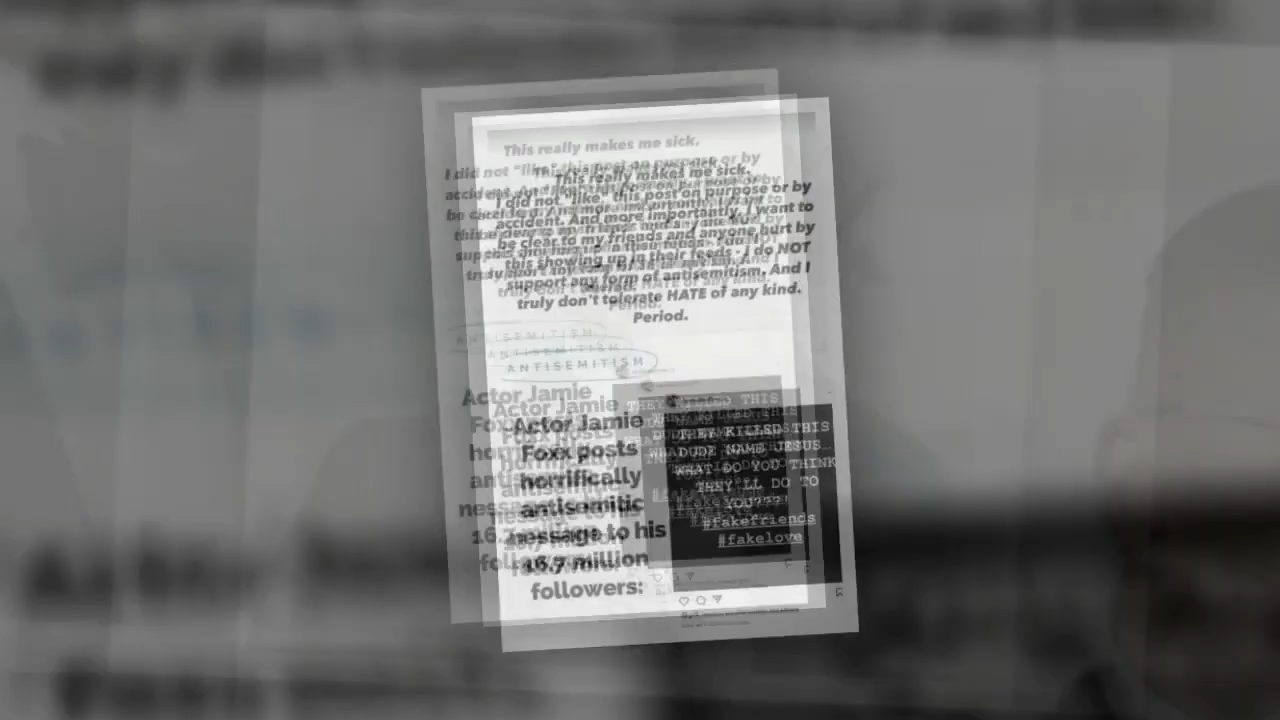 This really makes me sick.
I did not "like" this post on purpose or by
accident. And more importantly, I want to
be clear to my friends and anyone hurt by
this showing up in their feeds - I do NOT
support any form of antisemitism. And I
truly don't tolerate HATE of any kind.
Period.
ANTISEMITISM
Actor Jamie
Foxx posts
horrifically
antisemitic
message to his
16.7 million
followers:
THEY KILLED THIS
DUDE NAME JESUS...
WHAT DO YOU THINK
THEY'LL DO TO
YOU???!
#fakefriends
#fakelove